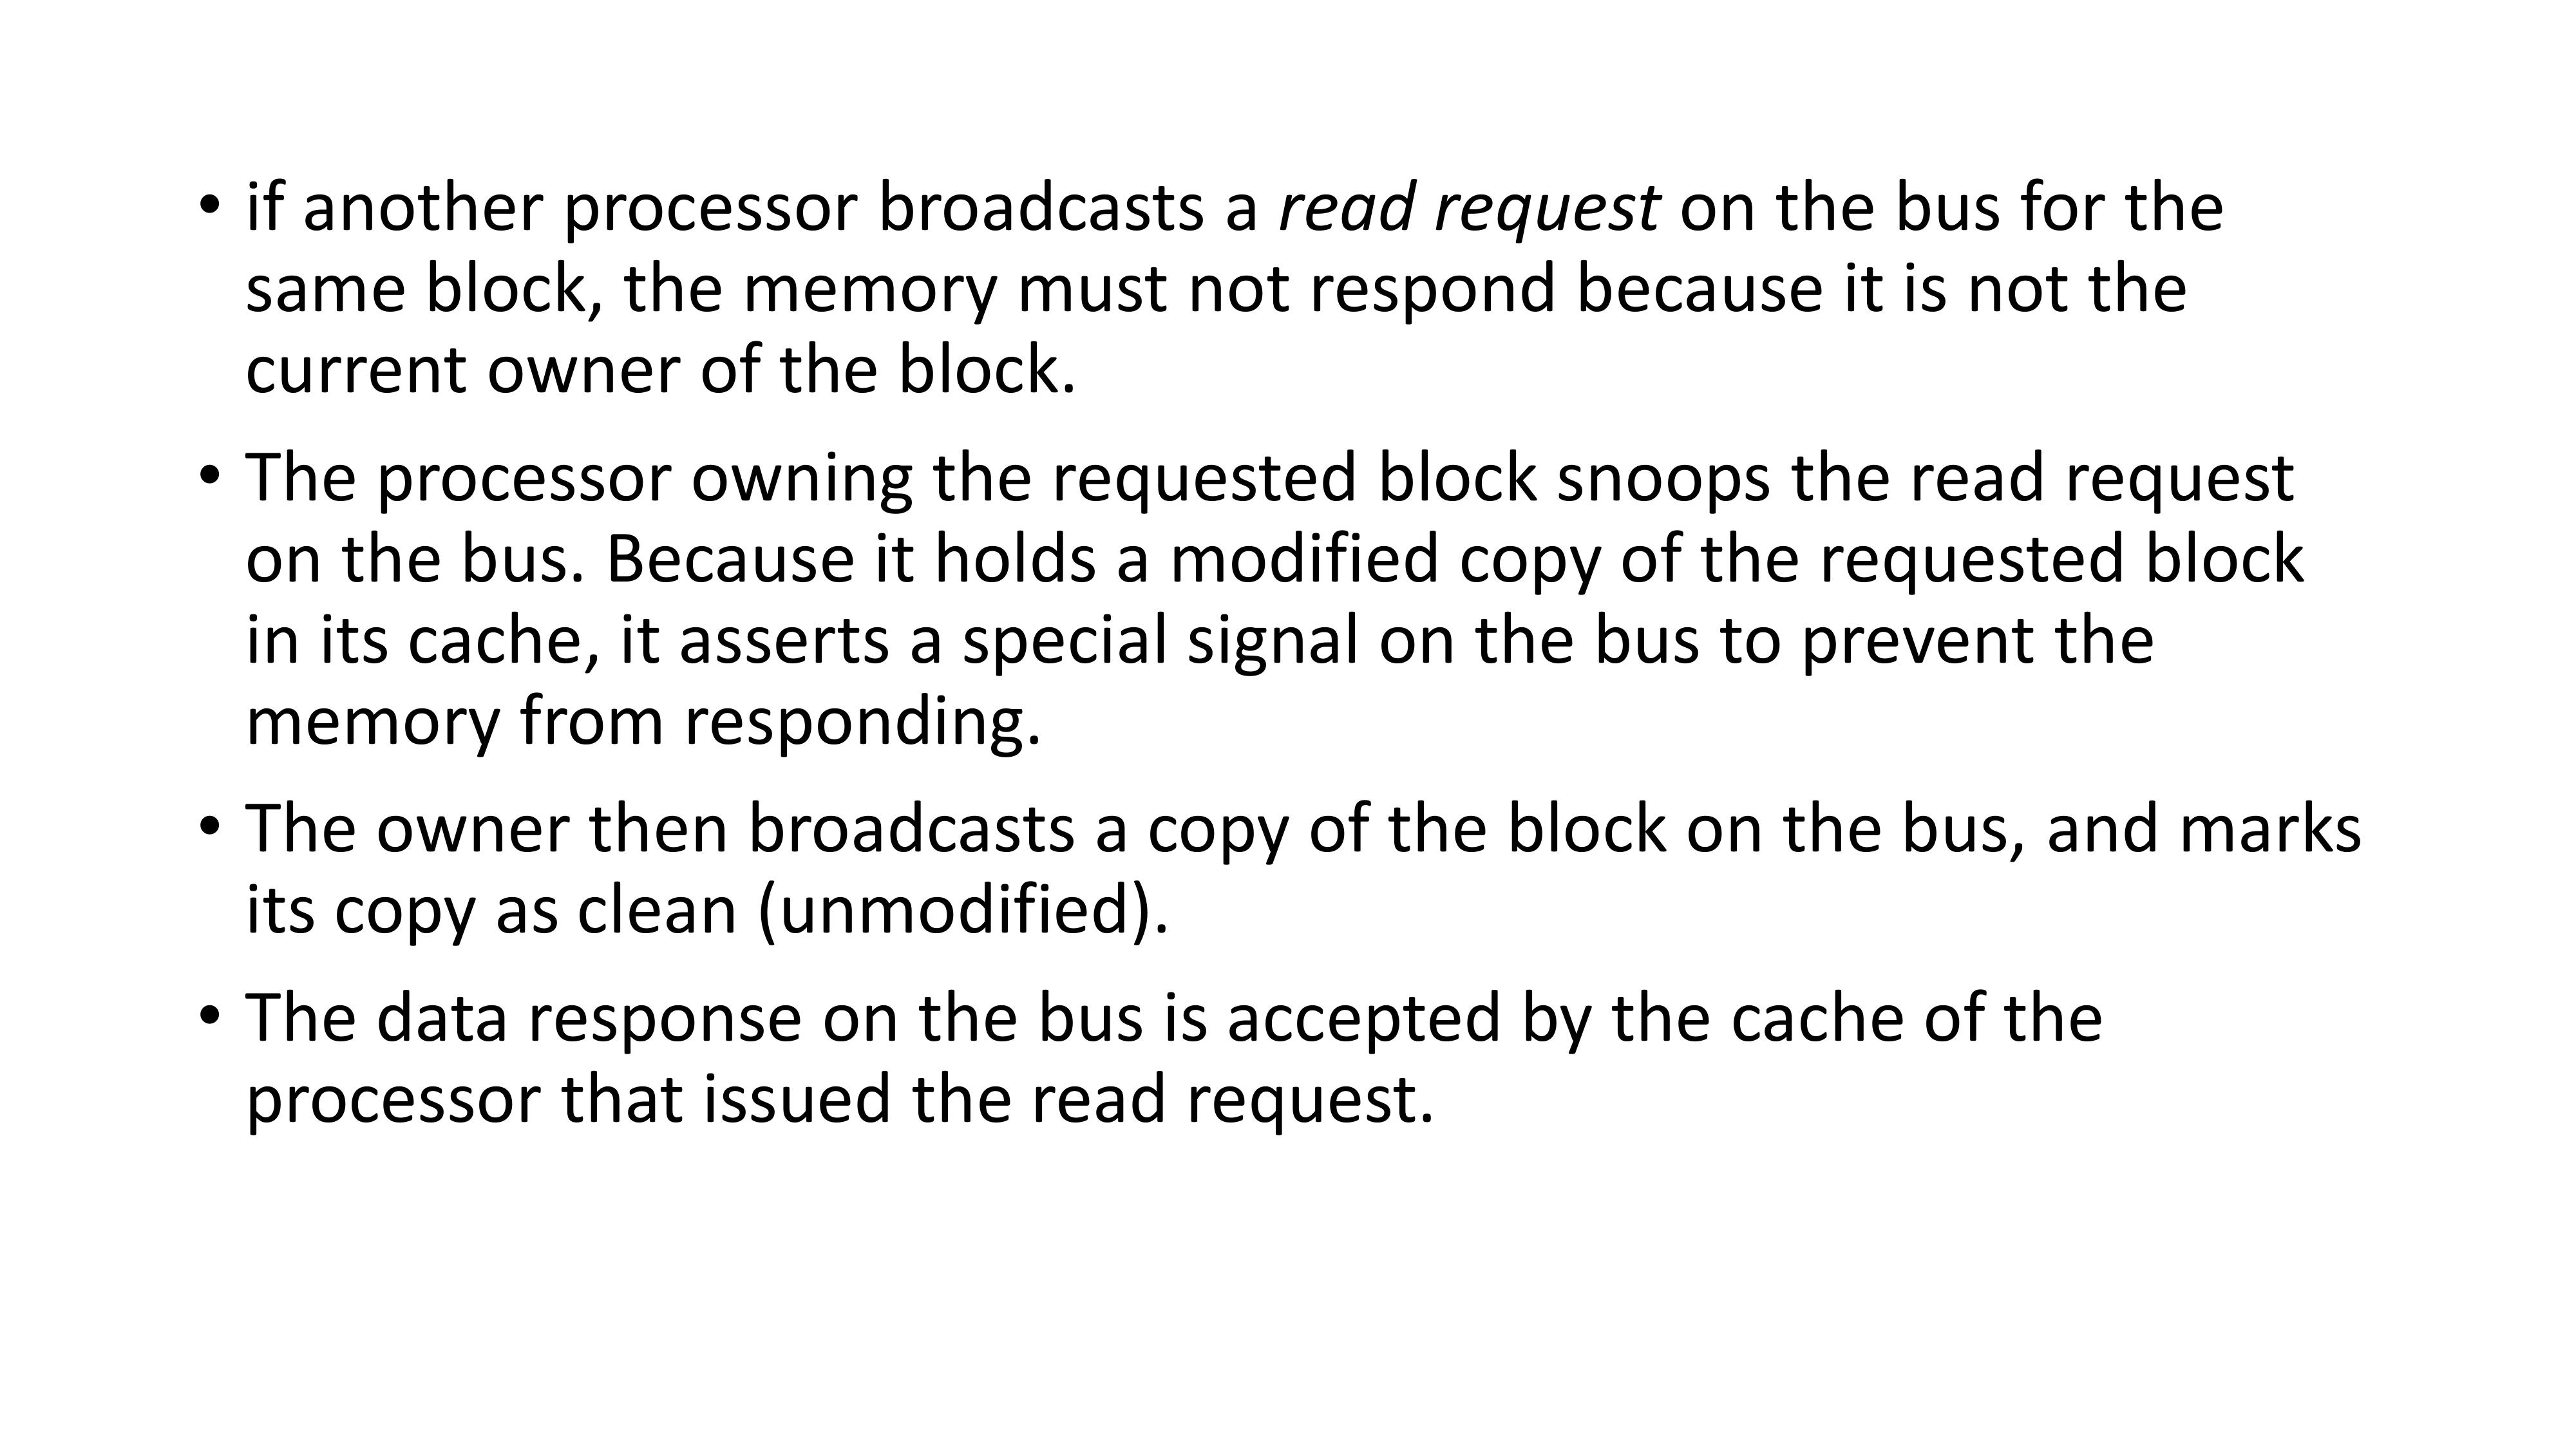 • if another processor broadcasts a read request on the bus for the
same block, the memory must not respond because it is not the
current owner of the block.
• The processor owning the requested block snoops the read request
on the bus. Because it holds a modified copy of the requested block
in its cache, it asserts a special signal on the bus to prevent the
memory from responding.
• The owner then broadcasts a copy of the block on the bus, and marks
its copy as clean (unmodified).
• The data response on the bus is accepted by the cache of the
processor that issued the read request.